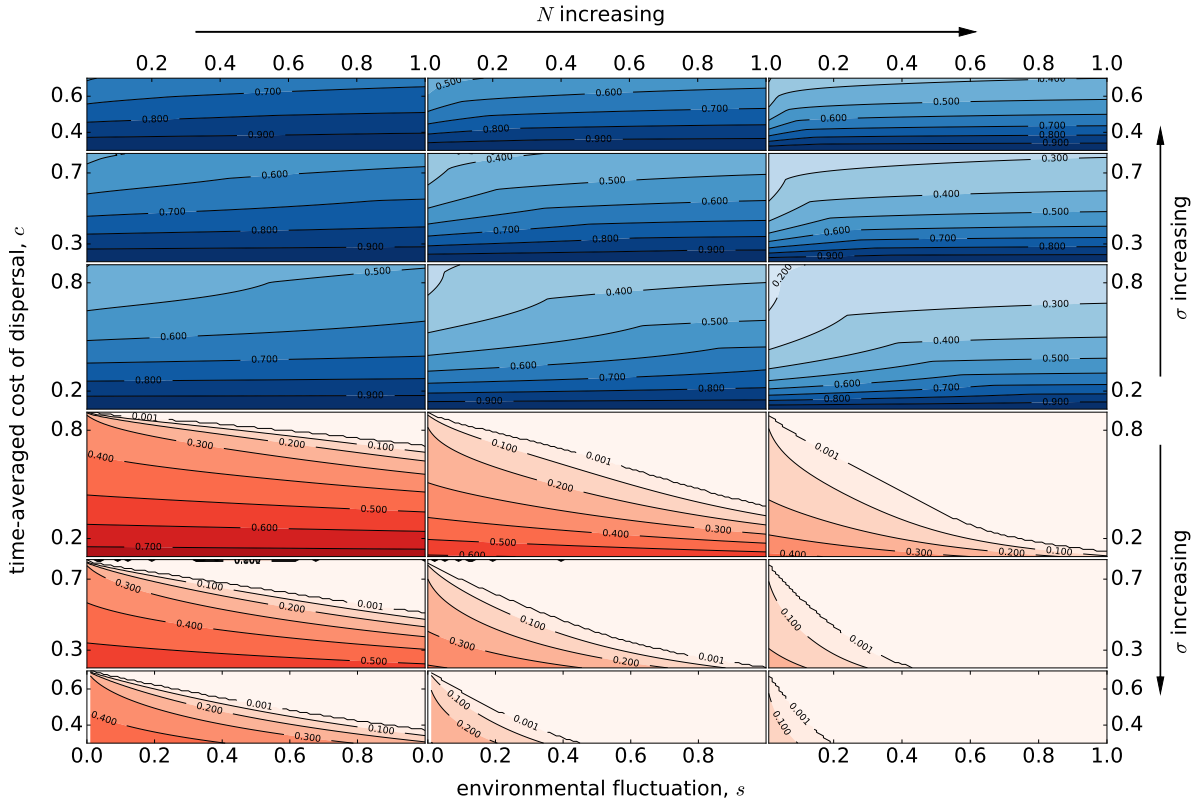 N increasing
0.2 0.4 0.6 0.8 1.0 0.2 0.4 0.6 0.8 1.0 0.2 0.4 0.6 0.8 1.0
0.6 0.700 0.500 0.600 0.400 0.500 0.6
0.4 0.800 0.900 0.700 0.800 0.900 0.600 0.700 0.800 0.900 0.4
0.7 0.600 0.400 0.500 0.300 0.400 0.7
0.3 0.700 0.800 0.900 0.600 0.700 0.800 0.900 0.500 0.600 0.700 0.800 0.900 0.3
0.8 0.500 0.400 0.200 0.300 0.8
0.2 0.600 0.700 0.800 0.900 0.500 0.600 0.700 0.800 0.900 0.400 0.500 0.600 0.700 0.800 0.900 0.2
σ increasing
time-averaged cost of dispersal, c
0.8 0.001 0.100 0.200 0.300 0.400 0.001 0.100 0.200 0.001 0.8
0.2 0.500 0.600 0.700 0.300 0.400 0.500 0.600 0.100 0.200 0.300 0.400 0.2
0.7 0.001 0.100 0.200 0.300 0.100 0.100 0.7
0.3 0.400 0.500 0.001 0.200 0.300 0.001 0.3
0.6 0.001 0.200 0.100 0.001 0.001 0.6
0.4 0.100 0.300 0.400 0.200 0.100 0.4
σ increasing
0.0 0.2 0.4 0.6 0.8 0.0 0.2 0.4 0.6 0.8 0.0 0.2 0.4 0.6 0.8 1.0
environmental fluctuation, s